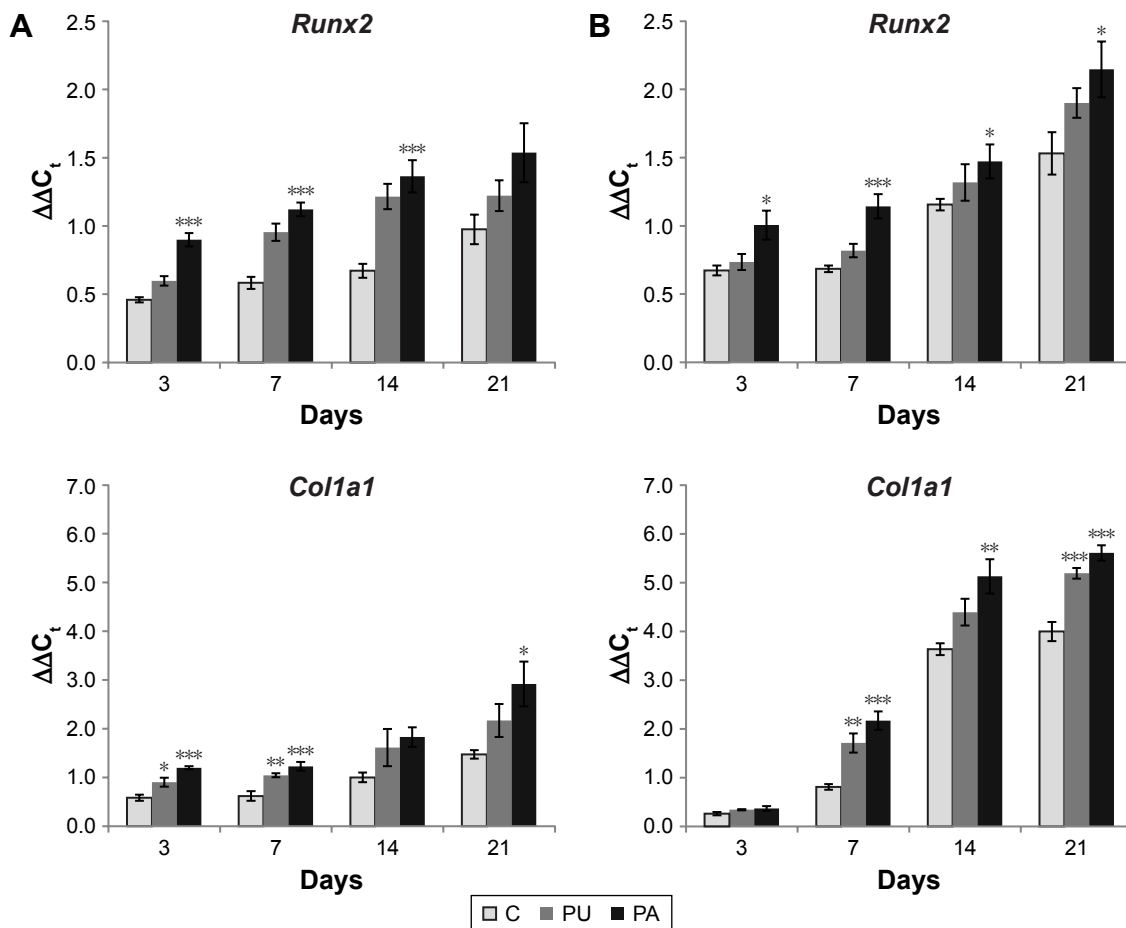 A
Runx2
2.5
2.0
1.5
1.0
0.5
0.0
ΔΔCt
*** *** ***
3 7 14 21
Days
B
Runx2
2.5
2.0
1.5
1.0
0.5
0.0
ΔΔCt
* *** * *
3 7 14 21
Days
Col1a1
7.0
6.0
5.0
4.0
3.0
2.0
1.0
0.0
ΔΔCt
* *** ** *** *
3 7 14 21
Days
Col1a1
7.0
6.0
5.0
4.0
3.0
2.0
1.0
0.0
ΔΔCt
** *** ** *** ***
3 7 14 21
Days
C PU PA